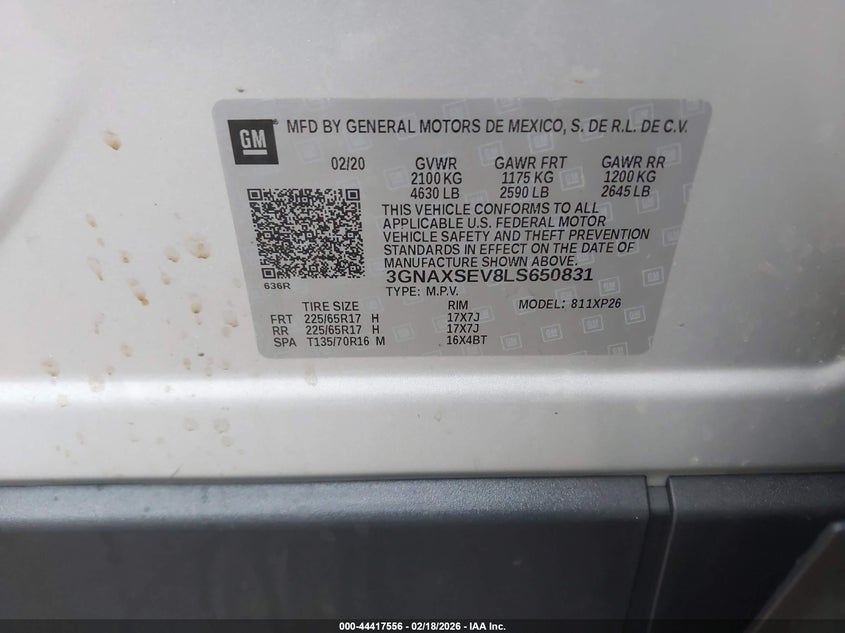 GM
MFD BY GENERAL MOTORS DE MEXICO, S. DE R.L. DE C.V.
02/20 GVWR GAWR FRT GAWR RR
2100 KG 1175 KG 1200 KG
4630 LB 2590 LB 2645 LB
THIS VEHICLE CONFORMS TO ALL
APPLICABLE U.S. FEDERAL MOTOR
VEHICLE SAFETY AND THEFT PREVENTION
STANDARDS IN EFFECT ON THE DATE OF
MANUFACTURE SHOWN ABOVE.
636R 3GNAXSEV8LS650831
TYPE: M.P.V.
TIRE SIZE RIM MODEL: 811XP26
FRT 225/65R17 H 17X7J
RR 225/65R17 H 17X7J
SPA T135/70R16 M 16X4BT
000-44417556 - 02/18/2026 - IAA Inc.